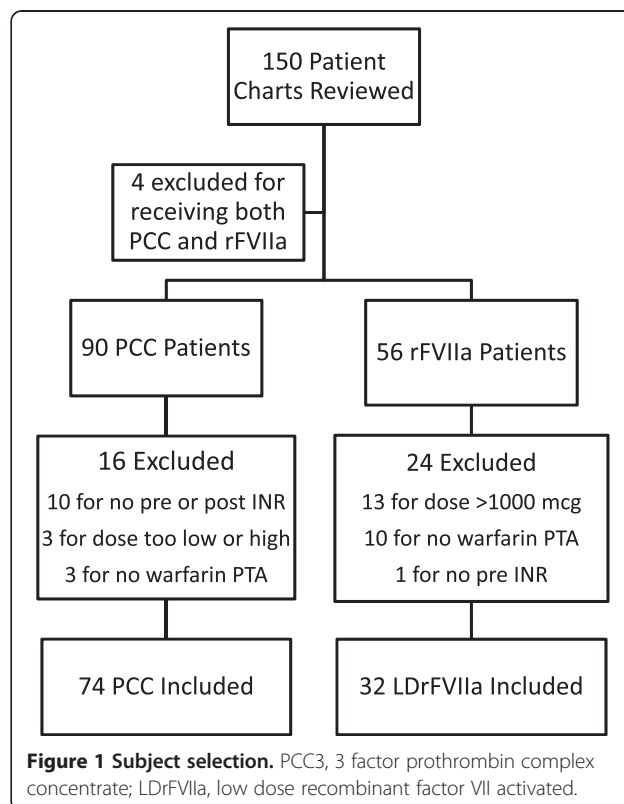 150 Patient
Charts Reviewed
4 excluded for
receiving both
PCC and rFVIIa
90 PCC Patients
56 rFVIIa Patients
16 Excluded
10 for no pre or post INR
3 for dose too low or high
3 for no warfarin PTA
24 Excluded
13 for dose >1000 mcg
10 for no warfarin PTA
1 for no pre INR
74 PCC Included
32 LDrFVIIa Included
Figure 1 Subject selection. PCC3, 3 factor prothrombin complex
concentrate; LDrFVIIa, low dose recombinant factor VII activated.